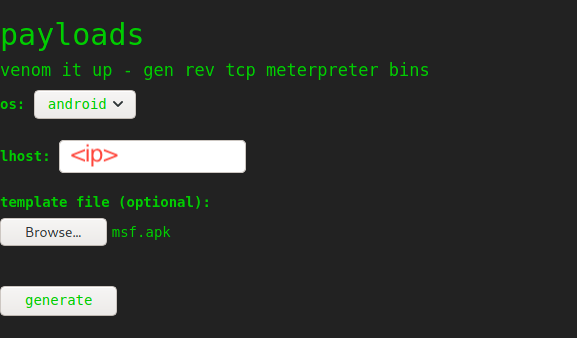 payloads
venom it up - gen rev tcp meterpreter bins
os: android
lhost: <ip>
template file (optional):
Browse... msf.apk
generate